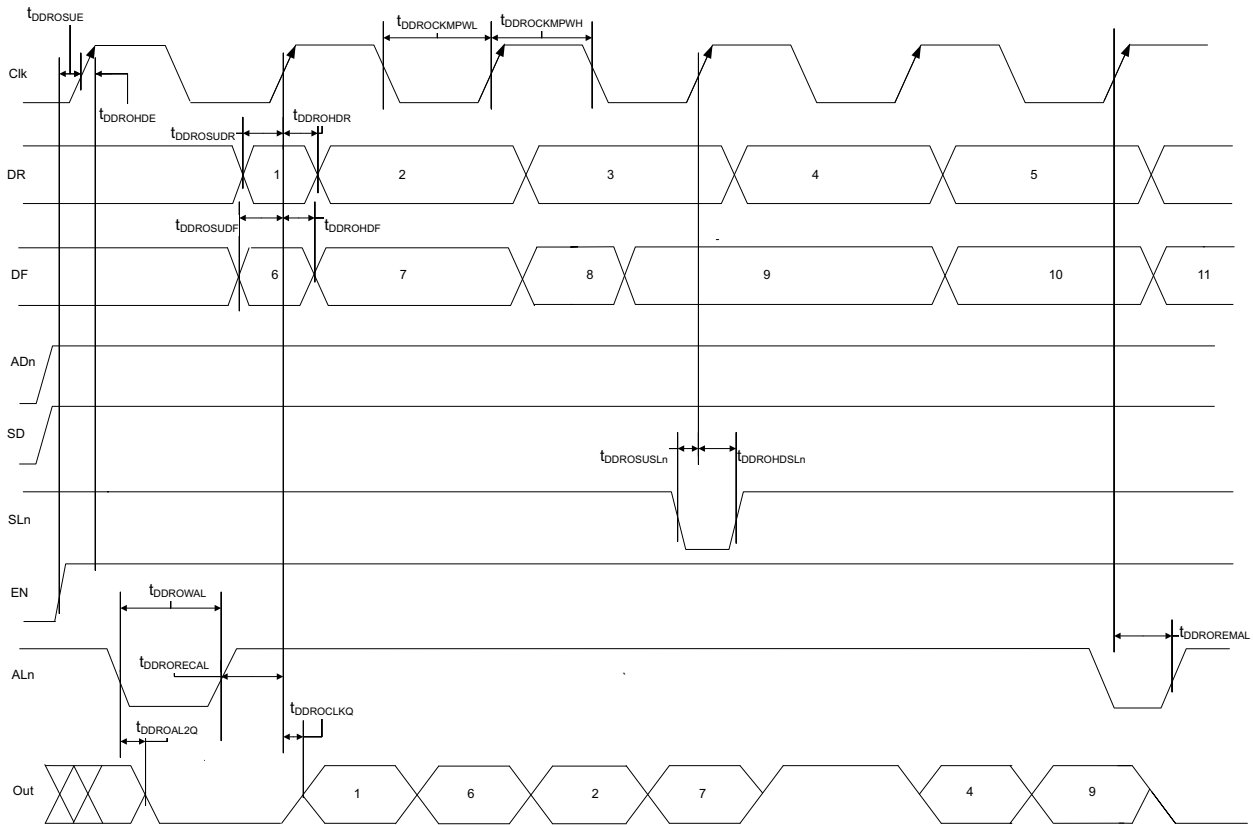 tDDROSUE
tDDROCKMPWL
tDDROCKMPWH
Clk
tDDROHDE
tDDROSUDR
tDDROHDR
DR
1
2
3
4
5
tDDROSUDF
tDDROHDF
DF
6
7
8
9
10
11
ADn
SD
tDDROSUSLn
tDDROHDSLn
SLn
EN
tDDROWAL
tDDROREMAL
tDDRORECAL
ALn
tDDROCLKQ
tDDROAL2Q
Out
1
6
2
7
4
9